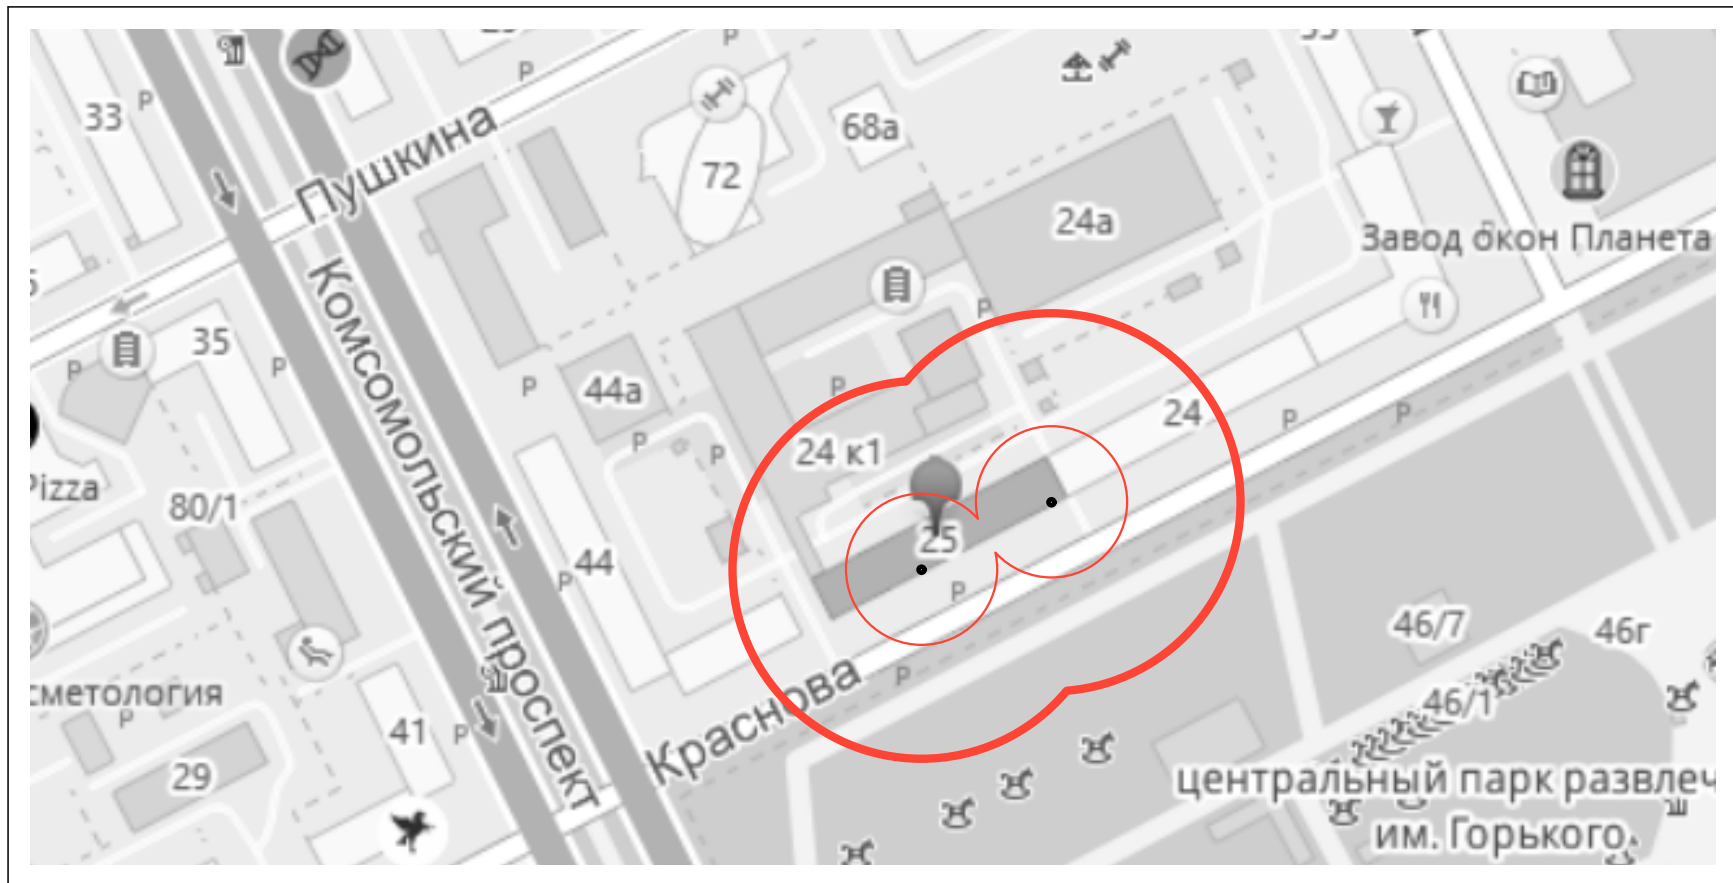 P
33
P
P
Пушкина
68а
72
24а
Завод окон Планета
35
P
P
P
P
P
44а
24 к1
24
P
P
P
P
Pizza
80/1
Комсомольский проспект
44
P
25
P
Краснова
P
сметология
P
41
P
29
46/7
46г
46/1
центральный парк развлеч
им. Горького